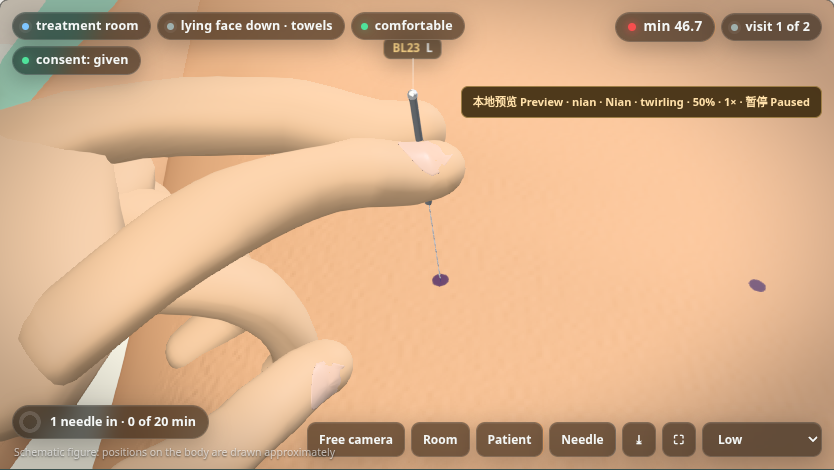 treatment room
lying face down · towels
comfortable
min 46.7
visit 1 of 2
consent: given
BL23 L
本地预览 Preview · nian · Nian · twirling · 50% · 1× · 暂停 Paused
1 needle in · 0 of 20 min
Schematic figure: positions on the body are drawn approximately
Free camera
Room
Patient
Needle
Low